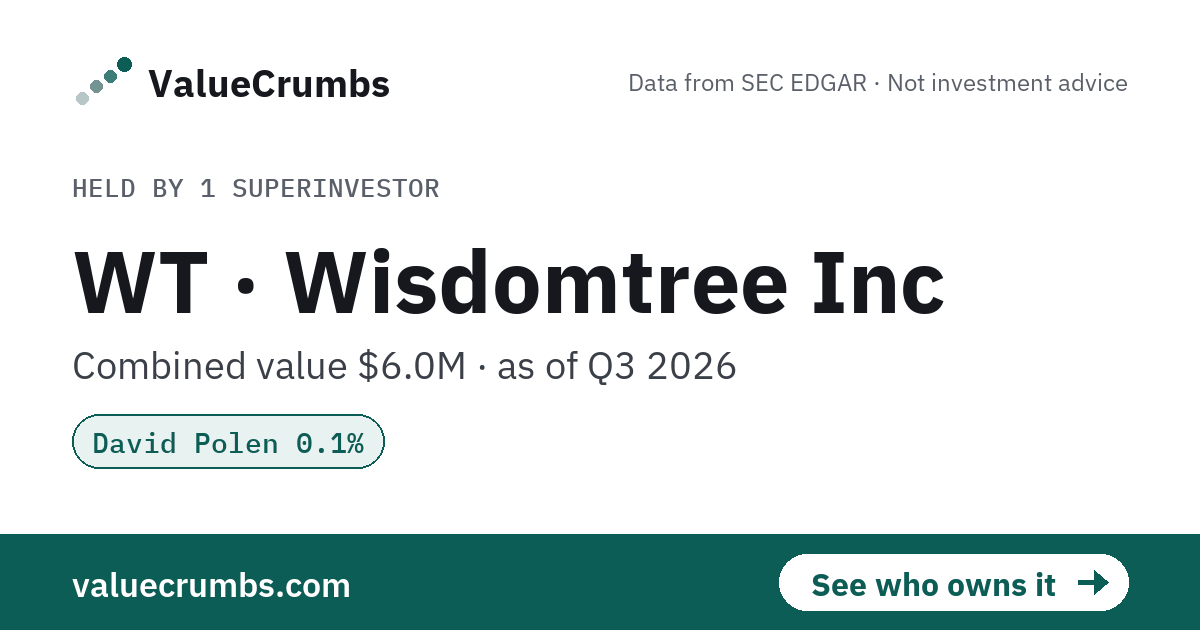 ValueCrumbs
Data from SEC EDGAR · Not investment advice
HELD BY 1 SUPERINVESTOR
WT · Wisdomtree Inc
Combined value $6.0M · as of Q3 2026
David Polen 0.1%
valuecrumbs.com
See who owns it →